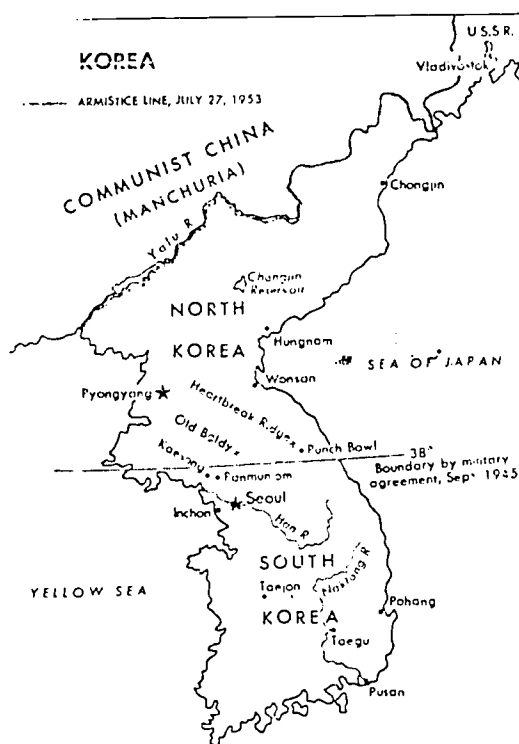 U.S.S.R.
KOREA
Vladivostok
ARMISTICE LINE, JULY 27, 1953
COMMUNIST CHINA
(MANCHURIA)
Chongjin
Yalu R
Changjin
Reservoir
NORTH
KOREA
Hungnam
SEA OF JAPAN
Wonsan
Pyongyang
Heartbreak Ridge
Old Baldy
Punch Bowl
Kaesong
Panmunjom
38°
Boundary by military
agreement, Sept 1945
Seoul
Inchon
Han R
SOUTH
KOREA
YELLOW SEA
Taejon
Naktong R
Pohang
Taegu
Pusan